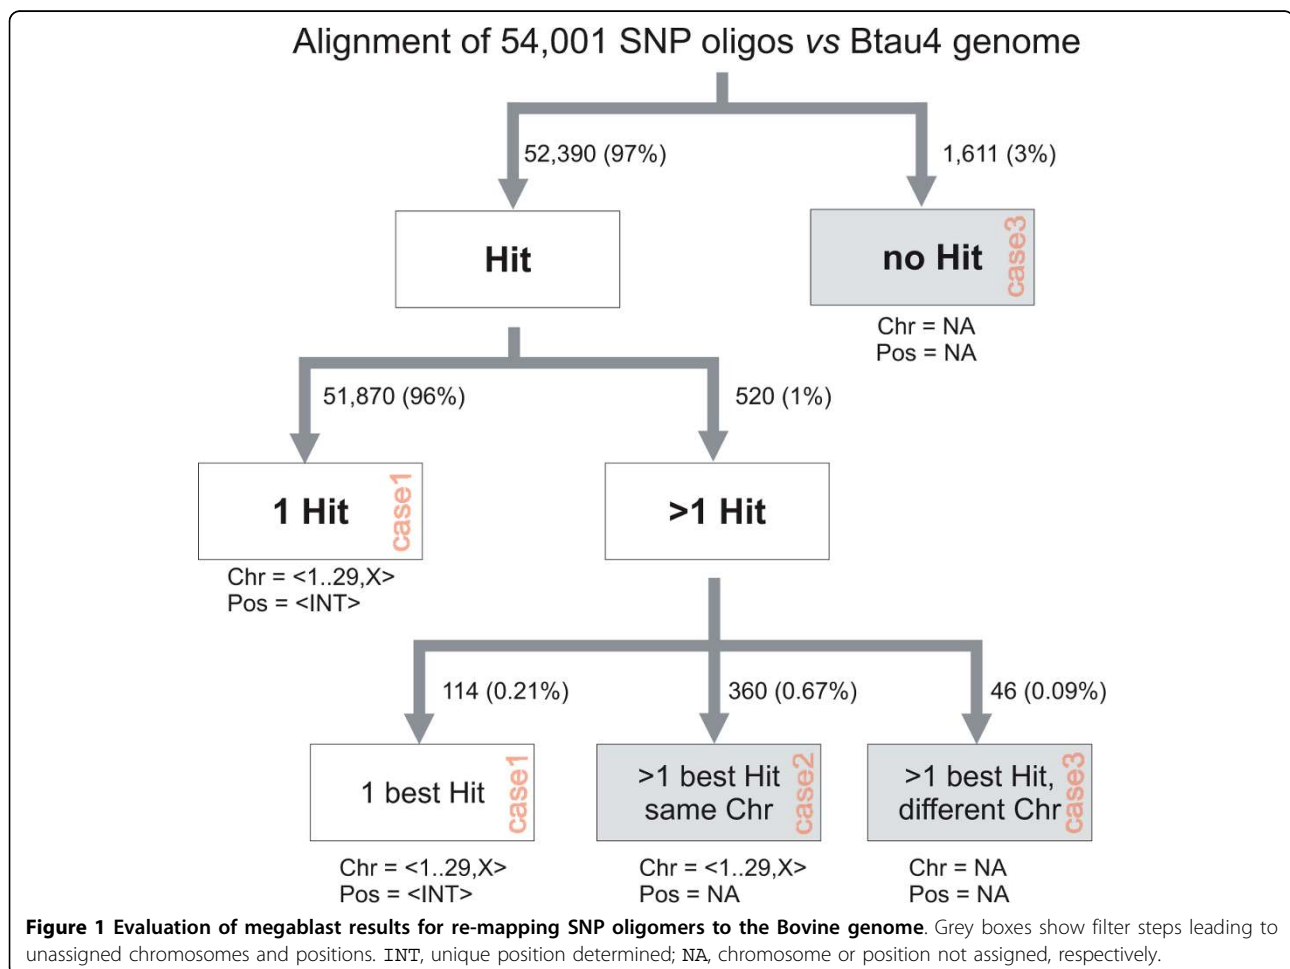 Alignment of 54,001 SNP oligos vs Btau4 genome
52,390 (97%)
1,611 (3%)
Hit
no Hit
case3
Chr = NA
Pos = NA
51,870 (96%)
520 (1%)
1 Hit
case1
>1 Hit
Chr = <1..29,X>
Pos = <INT>
114 (0.21%)
360 (0.67%)
46 (0.09%)
1 best Hit
case1
>1 best Hit
same Chr
case2
>1 best Hit,
different Chr
case3
Chr = <1..29,X>
Pos = <INT>
Chr = <1..29,X>
Pos = NA
Chr = NA
Pos = NA
Figure 1 Evaluation of megablast results for re-mapping SNP oligomers to the Bovine genome. Grey boxes show filter steps leading to
unassigned chromosomes and positions. INT, unique position determined; NA, chromosome or position not assigned, respectively.